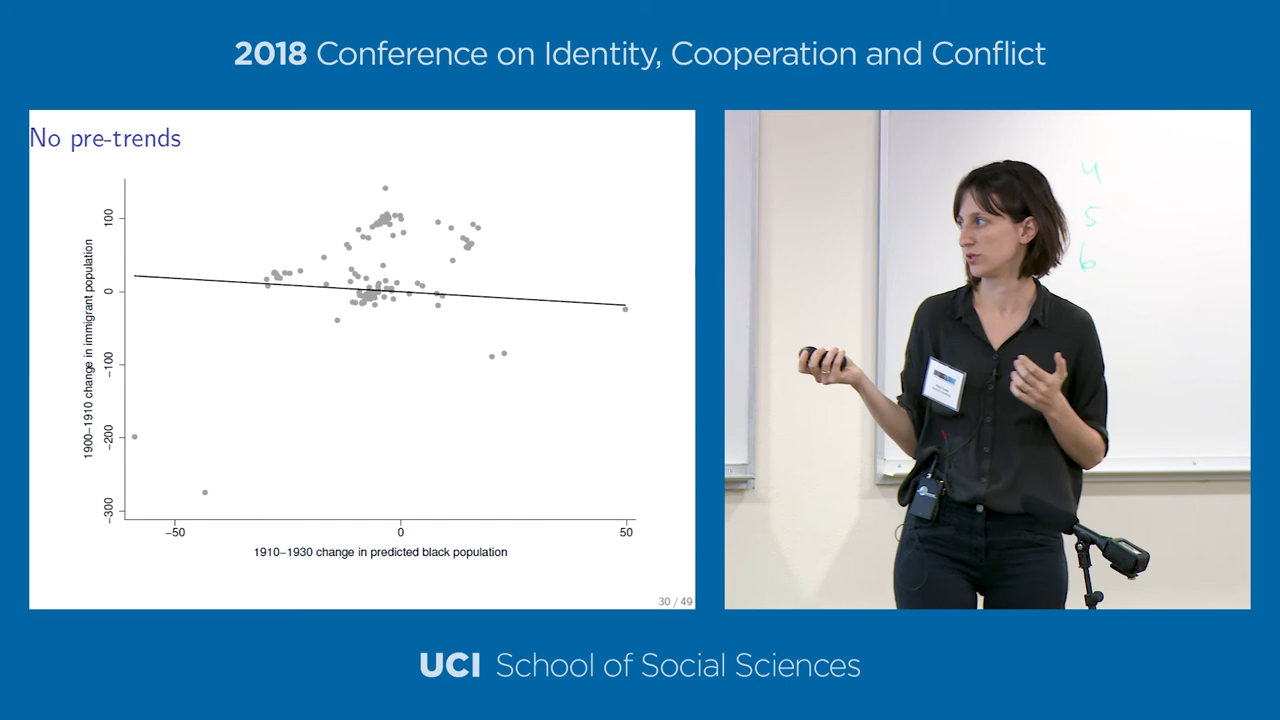 2018 Conference on Identity, Cooperation and Conflict
No pre-trends
1900−1910 change in immigrant population
100
0
−100
−200
−300
−50
0
50
1910−1930 change in predicted black population
30 / 49
4
5
6
UCI School of Social Sciences